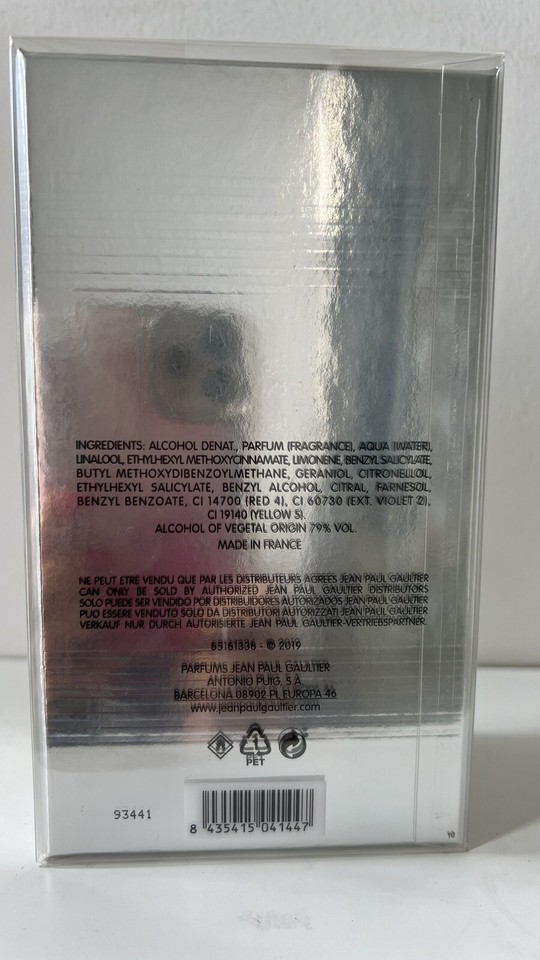 INGREDIENTS: ALCOHOL DENAT., PARFUM (FRAGRANCE), AQUA (WATER),
LINALOOL, ETHYLHEXYL METHOXYCINNAMATE, LIMONENE, BENZYL SALICYLATE,
BUTYL METHOXYDIBENZOYLMETHANE, GERANIOL, CITRONELLOL,
ETHYLHEXYL SALICYLATE, BENZYL ALCOHOL, CITRAL, FARNESOL,
BENZYL BENZOATE, CI 14700 (RED 4), CI 60730 (EXT. VIOLET 2),
CI 19140 (YELLOW 5).
ALCOHOL OF VEGETAL ORIGIN 79% VOL.
MADE IN FRANCE
NE PEUT ETRE VENDU QUE PAR LES DISTRIBUTEURS AGREES JEAN PAUL GAULTIER
CAN ONLY BE SOLD BY AUTHORIZED JEAN PAUL GAULTIER DISTRIBUTORS
SOLO PUEDE SER VENDIDO POR DISTRIBUIDORES AUTORIZADOS JEAN PAUL GAULTIER
PUO ESSERE VENDUTO SOLO DA DISTRIBUTORI AUTORIZZATI JEAN PAUL GAULTIER
VERKAUF NUR DURCH AUTORISIERTE JEAN PAUL GAULTIER-VERTRIEBSPARTNER.
65161336 - © 2019
PARFUMS JEAN PAUL GAULTIER
ANTONIO PUIG, S.A.
BARCELONA 08902 PL EUROPA 46
www.jeanpaulgaultier.com
1
PET
93441
8 435415 041447
40